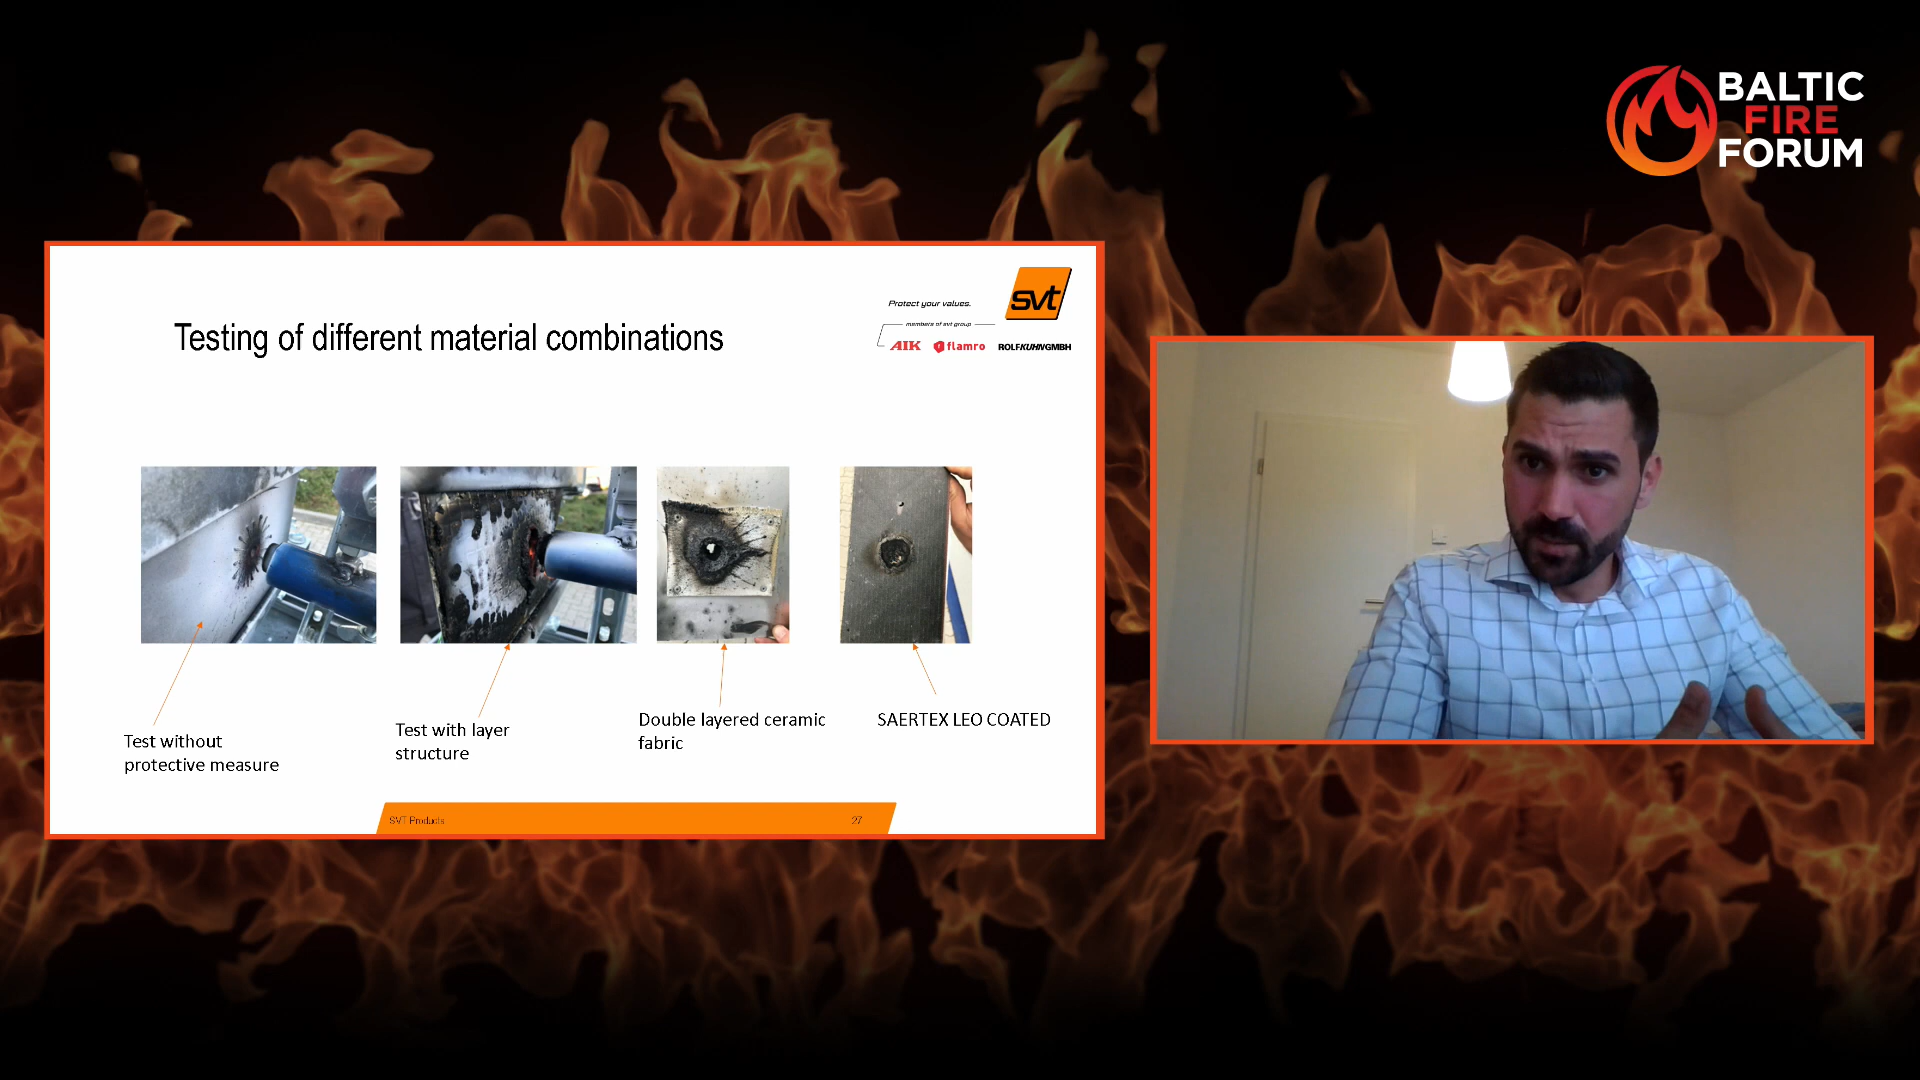 BALTIC
FIRE
FORUM
svt
Protect your values.
members of svt group
AIK flamro ROLFKUHNGMBH
Testing of different material combinations
Test without
protective measure
Test with layer
structure
Double layered ceramic
fabric
SAERTEX LEO COATED
SVT Products 27